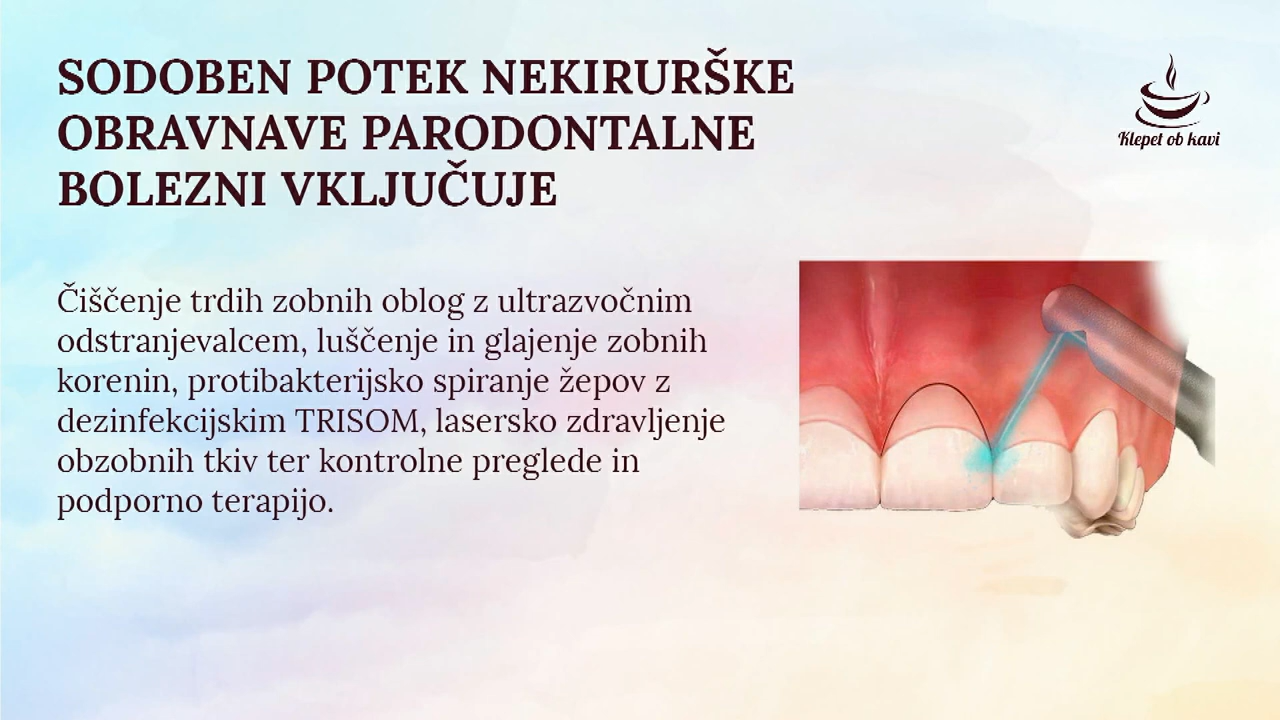 SODOBEN POTEK NEKIRURŠKE
OBRAVNAVE PARODONTALNE
BOLEZNI VKLJUČUJE
Klepet ob kavi
Čiščenje trdih zobnih oblog z ultrazvočnim
odstranjevalcem, luščenje in glajenje zobnih
korenin, protibakterijsko spiranje žepov z
dezinfekcijskim TRISOM, lasersko zdravljenje
obzobnih tkiv ter kontrolne preglede in
podporno terapijo.